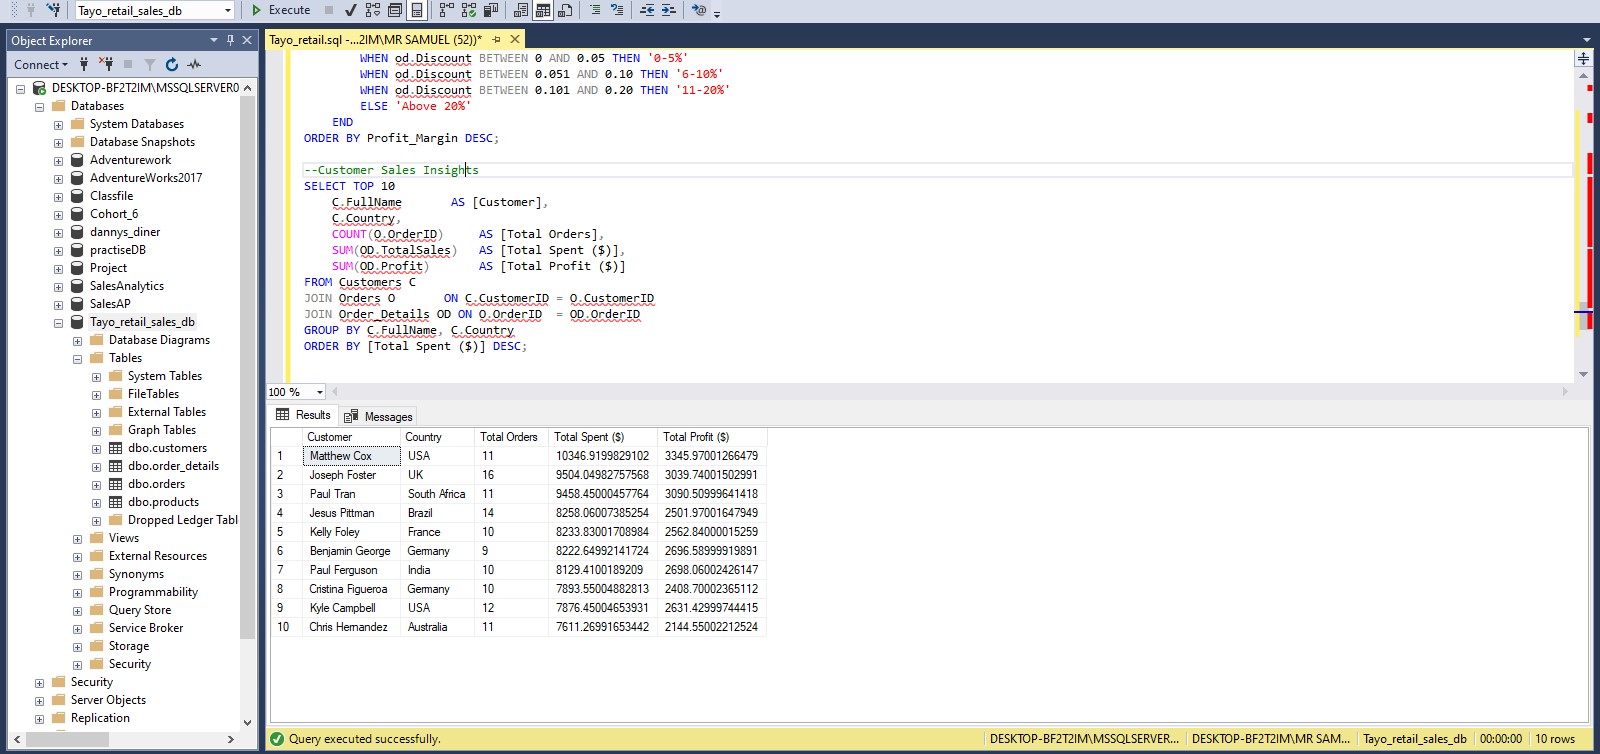 Tayo_retail_sales_db
Execute
Object Explorer
Connect
DESKTOP-BF2T2IM\MSSQLSERVER0
Databases
System Databases
Database Snapshots
Adventurework
AdventureWorks2017
Classfile
Cohort_6
dannys_diner
practiseDB
Project
SalesAnalytics
SalesAP
Tayo_retail_sales_db
Database Diagrams
Tables
System Tables
FileTables
External Tables
Graph Tables
dbo.customers
dbo.order_details
dbo.orders
dbo.products
Dropped Ledger Tabl
Views
External Resources
Synonyms
Programmability
Query Store
Service Broker
Storage
Security
Security
Server Objects
Replication
Tayo_retail.sql -...2IM\MR SAMUEL (52))*
WHEN od.Discount BETWEEN 0 AND 0.05 THEN '0-5%'
WHEN od.Discount BETWEEN 0.051 AND 0.10 THEN '6-10%'
WHEN od.Discount BETWEEN 0.101 AND 0.20 THEN '11-20%'
ELSE 'Above 20%'
END
ORDER BY Profit_Margin DESC;
--Customer Sales Insights
SELECT TOP 10
C.FullName AS [Customer],
C.Country,
COUNT(O.OrderID) AS [Total Orders],
SUM(OD.TotalSales) AS [Total Spent ($)],
SUM(OD.Profit) AS [Total Profit ($)]
FROM Customers C
JOIN Orders O ON C.CustomerID = O.CustomerID
JOIN Order_Details OD ON O.OrderID = OD.OrderID
GROUP BY C.FullName, C.Country
ORDER BY [Total Spent ($)] DESC;
100 %
Results Messages
Customer Country Total Orders Total Spent ($) Total Profit ($)
1 Matthew Cox USA 11 10346.9199829102 3345.97001266479
2 Joseph Foster UK 16 9504.04982757568 3039.74001502991
3 Paul Tran South Africa 11 9458.45000457764 3090.50999641418
4 Jesus Pittman Brazil 14 8258.06007385254 2501.97001647949
5 Kelly Foley France 10 8233.83001708984 2562.84000015259
6 Benjamin George Germany 9 8222.64992141724 2696.58999919891
7 Paul Ferguson India 10 8129.4100189209 2698.06002426147
8 Cristina Figueroa Germany 10 7893.55004882813 2408.70002365112
9 Kyle Campbell USA 12 7876.45004653931 2631.42999744415
10 Chris Hernandez Australia 11 7611.26991653442 2144.55002212524
Query executed successfully.
DESKTOP-BF2T2IM\MSSQLSERVER... DESKTOP-BF2T2IM\MR SAM... Tayo_retail_sales_db 00:00:00 10 rows